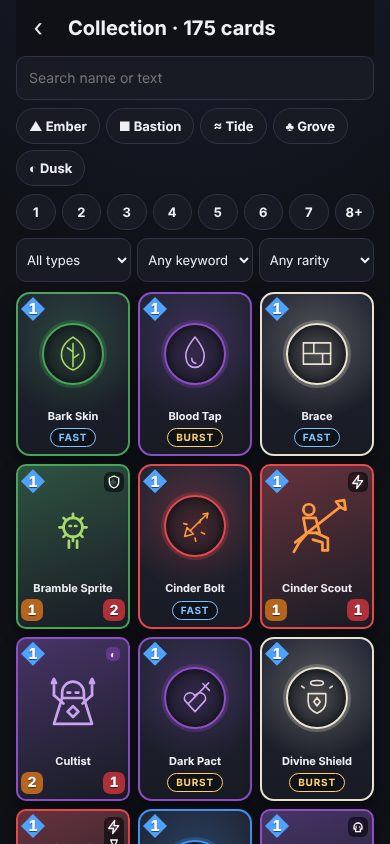 Collection · 175 cards
Search name or text
Ember
Bastion
Tide
Grove
Dusk
1 2 3 4 5 6 7 8+
All types
Any keyword
Any rarity
1 1 1
Bark Skin
Blood Tap
Brace
FAST
BURST
FAST
1 1 1
Bramble Sprite
Cinder Bolt
Cinder Scout
1 2
FAST
1 1
1 1 1
Cultist
Dark Pact
Divine Shield
2 1
BURST
BURST
1 1 1